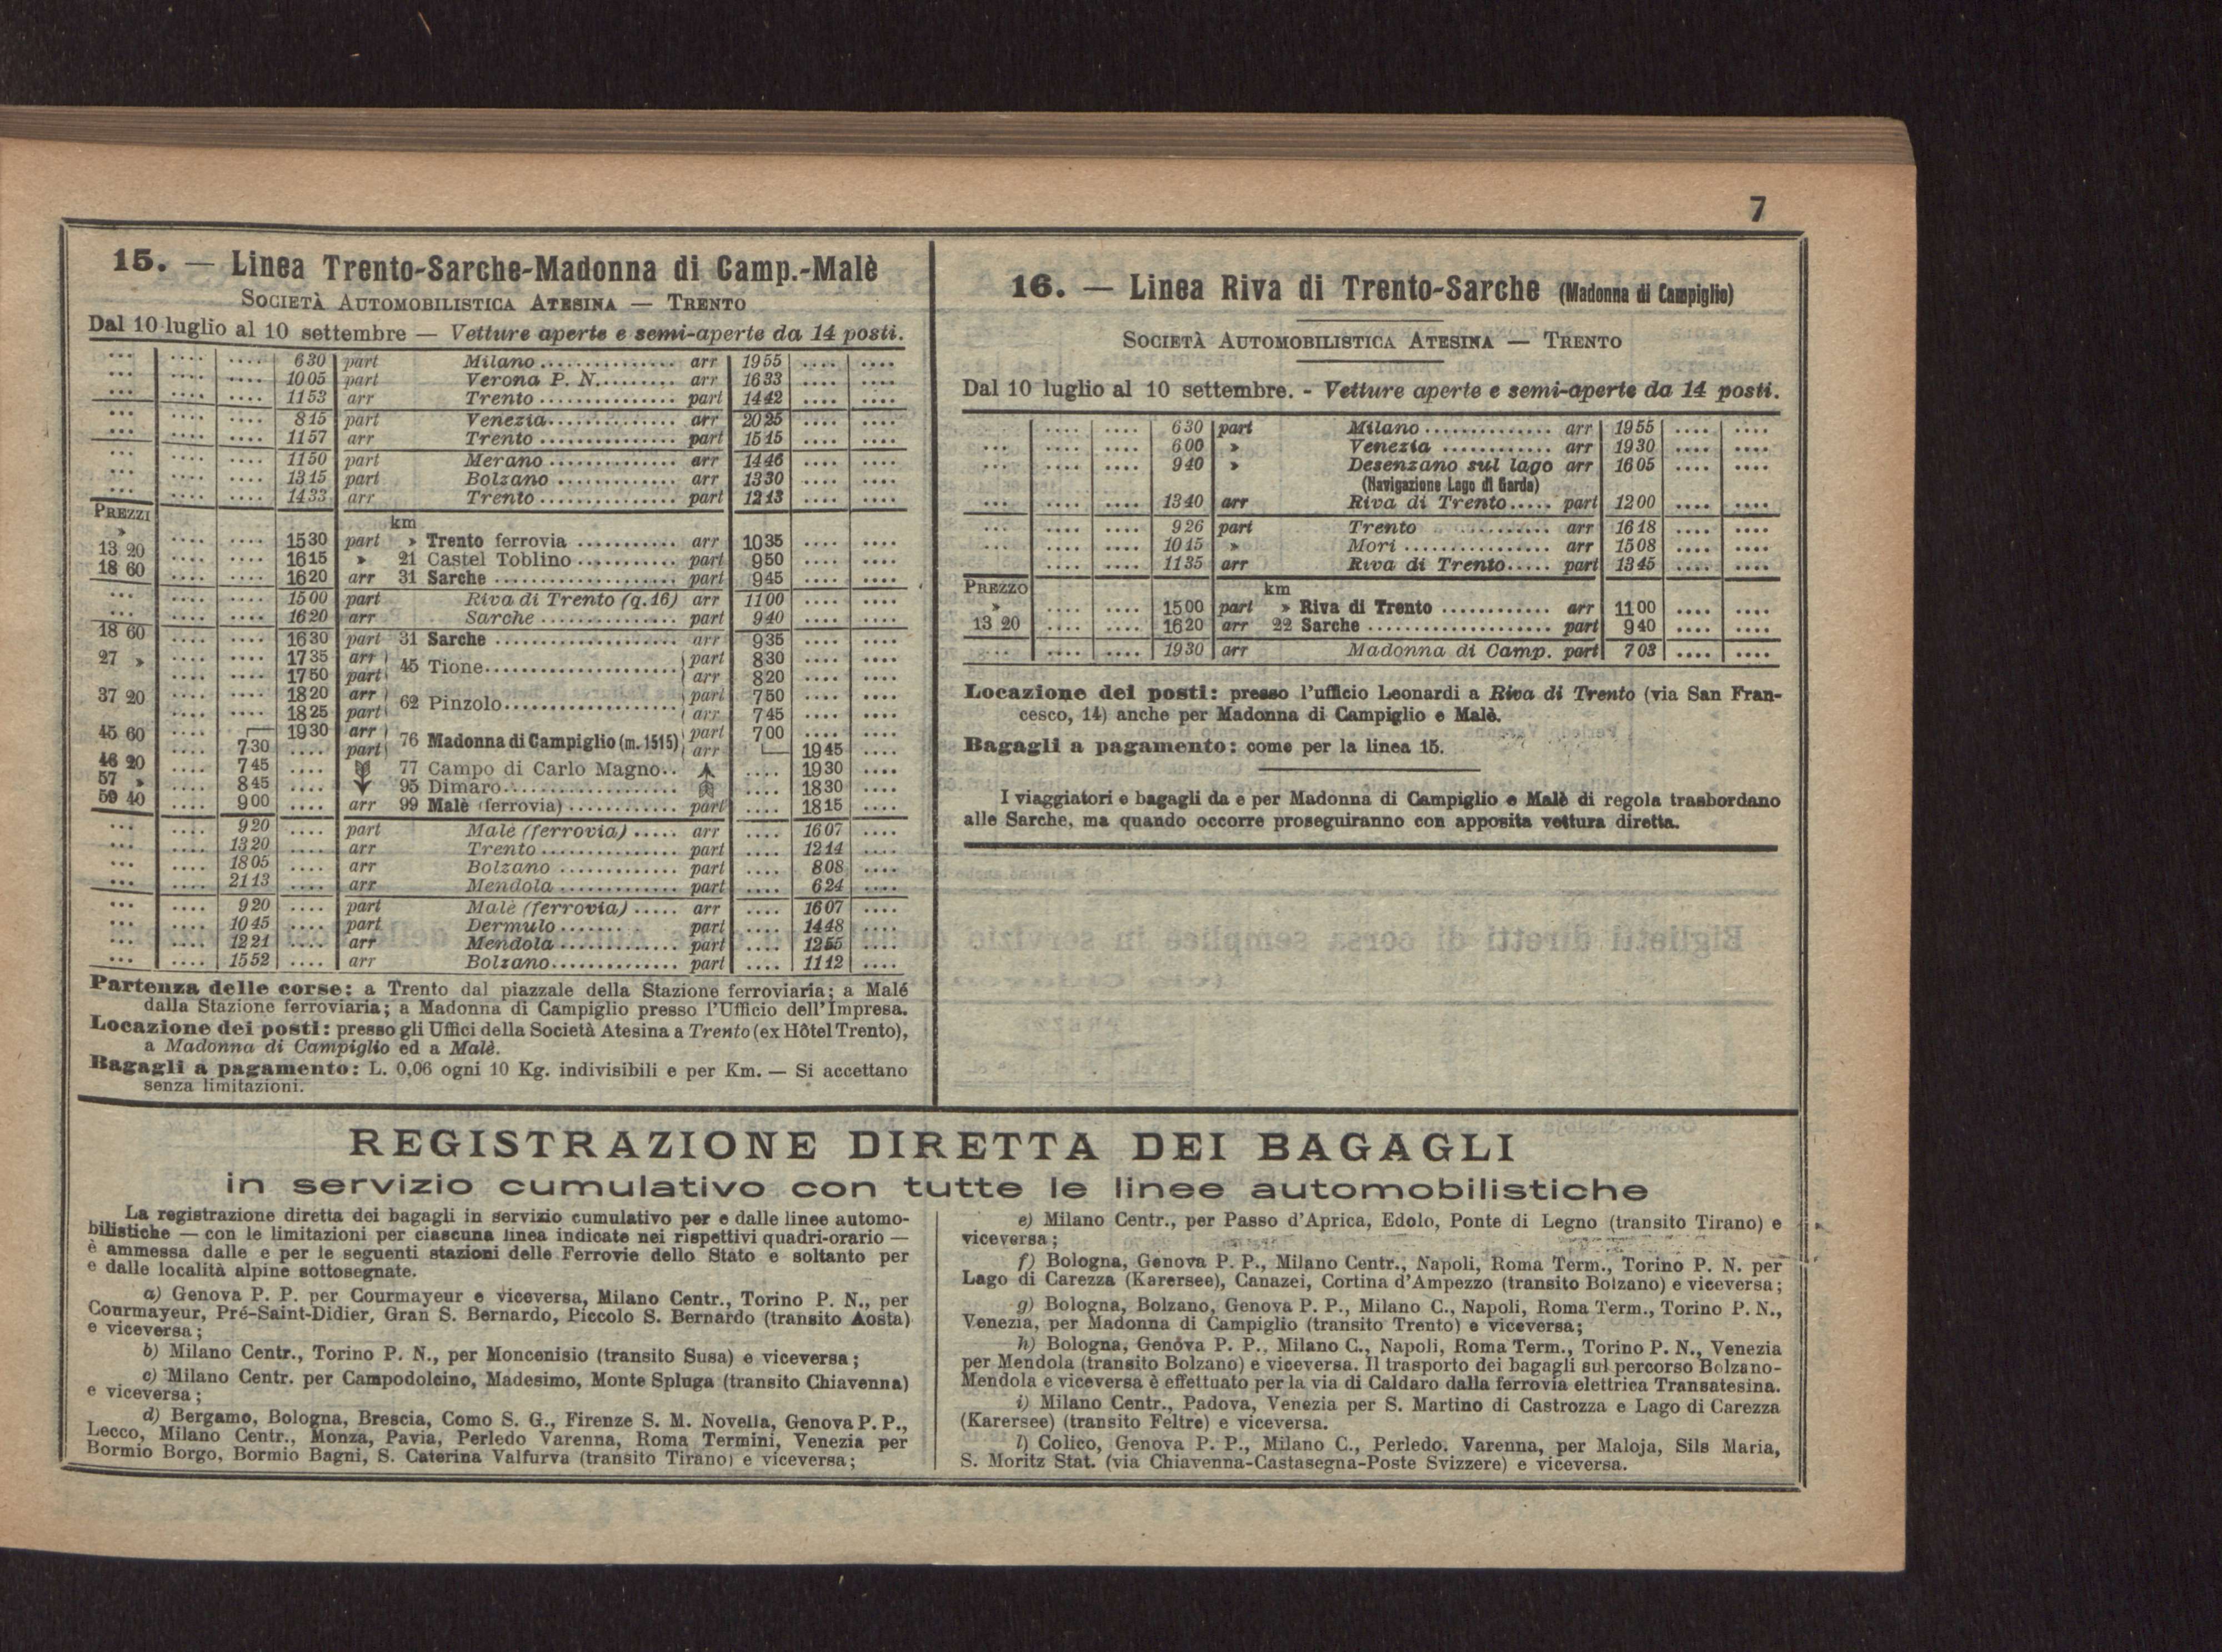 7
15. — Linea Trento-Sarche-Madonna di Camp.-Malè
Società Automobilistica Atesina — Trento
Dal 10 luglio al 10 settembre — Vetture aperte e semi-aperte da 14 posti.
... .... .... 6 30 part Milano ............... arr 19 55 .... ....
... .... .... 10 05 part Verona P. N. ......... arr 16 33 .... ....
... .... .... 11 53 arr Trento ............... part 14 42 .... ....
... .... .... 8 15 part Venezia............... arr 20 25 .... ....
... .... .... 11 57 arr Trento ............... part 15 15 .... ....
... .... .... 11 50 part Merano ............... arr 14 46 .... ....
... .... .... 13 15 part Bolzano ............. arr 13 30 .... ....
... .... .... 14 33 arr Trento ............... part 12 13 .... ....
Prezzi km
» .... .... 15 30 part » Trento ferrovia ........... arr 10 35 .... ....
13 20 .... .... 16 15 » 21 Castel Toblino ........... part 9 50 .... ....
18 60 .... .... 16 20 arr 31 Sarche .................... part 9 45 .... ....
... .... .... 15 00 part Riva di Trento (q. 16) arr 11 00 .... ....
... .... .... 16 20 arr Sarche ............... part 9 40 .... ....
18 60 .... .... 16 30 part 31 Sarche .................... arr 9 35 .... ....
27 » .... .... 17 35 arr 45 Tione...................... part 8 30 .... ....
.... .... 17 50 part arr 8 20 .... ....
37 20 .... .... 18 20 arr 62 Pinzolo.................... part 7 50 .... ....
.... .... 18 25 part arr 7 45 .... ....
45 60 .... 19 30 arr 76 Madonna di Campiglio (m. 1515) part 7 00 .... ....
.... 7 30 .... part arr 19 45 ....
46 20 .... 7 45 .... 77 Campo di Carlo Magno.. .... 19 30 ....
57 » .... 8 45 .... 95 Dimaro.................... .... 18 30 ....
59 40 .... 9 00 .... arr 99 Malè (ferrovia) ............ part .... 18 15 ....
... .... 9 20 .... part Malè (ferrovia) ..... arr .... 16 07 ....
... .... 13 20 .... arr Trento ............... part .... 12 14 ....
... .... 18 05 .... arr Bolzano ............. part .... 8 08 ....
... .... 21 13 .... arr Mendola ............. part .... 6 24 ....
... .... 9 20 .... part Malè (ferrovia) ..... arr .... 16 07 ....
... .... 10 45 .... part Dermulo ........ part .... 14 48 ....
... .... 12 21 .... arr Mendola ............. part .... 12 55 ....
... .... 15 52 .... arr Bolzano.............. part .... 11 12 ....
Partenza delle corse: a Trento dal piazzale della Stazione ferroviaria; a Malé
dalla Stazione ferroviaria; a Madonna di Campiglio presso l'Ufficio dell'Impresa.
Locazione dei posti: presso gli Uffici della Società Atesina a Trento (ex Hôtel Trento),
a Madonna di Campiglio ed a Malè.
Bagagli a pagamento: L. 0,06 ogni 10 Kg. indivisibili e per Km. — Si accettano
senza limitazioni.
16. — Linea Riva di Trento-Sarche (Madonna di Campiglio)
Società Automobilistica Atesina — Trento
Dal 10 luglio al 10 settembre. - Vetture aperte e semi-aperte da 14 posti.
.... .... 6 30 part Milano .............. arr 19 55 .... ....
... .... .... 6 00 » Venezia ............ arr 19 30 .... ....
... .... .... 9 40 » Desenzano sul lago arr 16 05 .... ....
(Navigazione Lago di Garda)
... .... .... 13 40 arr Riva di Trento..... part 12 00 .... ....
... .... .... 9 26 part Trento ........... arr 16 18 .... ....
... .... .... 10 15 » Mori ................ arr 15 08 .... ....
... .... .... 11 35 arr Riva di Trento..... part 13 45 .... ....
Prezzo km
» .... .... 15 00 part » Riva di Trento ............ arr 11 00 .... ....
13 20 .... .... 16 20 arr 22 Sarche .................... part 9 40 .... ....
... .... .... 19 30 arr Madonna di Camp. part 7 03 .... ....
Locazione dei posti: presso l'ufficio Leonardi a Riva di Trento (via San Fran-
cesco, 14) anche per Madonna di Campiglio e Malè.
Bagagli a pagamento: come per la linea 15.
I viaggiatori e bagagli da e per Madonna di Campiglio e Malè di regola trasbordano
alle Sarche, ma quando occorre proseguiranno con apposita vettura diretta.
REGISTRAZIONE DIRETTA DEI BAGAGLI
in servizio cumulativo con tutte le linee automobilistiche
La registrazione diretta dei bagagli in servizio cumulativo per e dalle linee automo-
bilistiche — con le limitazioni per ciascuna linea indicate nei rispettivi quadri-orario —
è ammessa dalle e per le seguenti stazioni delle Ferrovie dello Stato e soltanto per
e dalle località alpine sottosegnate.
a) Genova P. P. per Courmayeur e viceversa, Milano Centr., Torino P. N., per
Courmayeur, Pré-Saint-Didier, Gran S. Bernardo, Piccolo S. Bernardo (transito Aosta)
e viceversa;
b) Milano Centr., Torino P. N., per Moncenisio (transito Susa) e viceversa;
c) Milano Centr. per Campodolcino, Madesimo, Monte Spluga (transito Chiavenna)
e viceversa;
d) Bergamo, Bologna, Brescia, Como S. G., Firenze S. M. Novella, Genova P. P.,
Lecco, Milano Centr., Monza, Pavia, Perledo Varenna, Roma Termini, Venezia per
Bormio Borgo, Bormio Bagni, S. Caterina Valfurva (transito Tirano) e viceversa;
e) Milano Centr., per Passo d'Aprica, Edolo, Ponte di Legno (transito Tirano) e
viceversa;
f) Bologna, Genova P. P., Milano Centr., Napoli, Roma Term., Torino P. N. per
Lago di Carezza (Karersee), Canazei, Cortina d'Ampezzo (transito Bolzano) e viceversa;
g) Bologna, Bolzano, Genova P. P., Milano C., Napoli, Roma Term., Torino P. N.,
Venezia, per Madonna di Campiglio (transito Trento) e viceversa;
h) Bologna, Genova P. P., Milano C., Napoli, Roma Term., Torino P. N., Venezia
per Mendola (transito Bolzano) e viceversa. Il trasporto dei bagagli sul percorso Bolzano-
Mendola e viceversa è effettuato per la via di Caldaro dalla ferrovia elettrica Transatesina.
i) Milano Centr., Padova, Venezia per S. Martino di Castrozza e Lago di Carezza
(Karersee) (transito Feltre) e viceversa.
l) Colico, Genova P. P., Milano C., Perledo. Varenna, per Maloja, Sils Maria,
S. Moritz Stat. (via Chiavenna-Castasegna-Poste Svizzere) e viceversa.